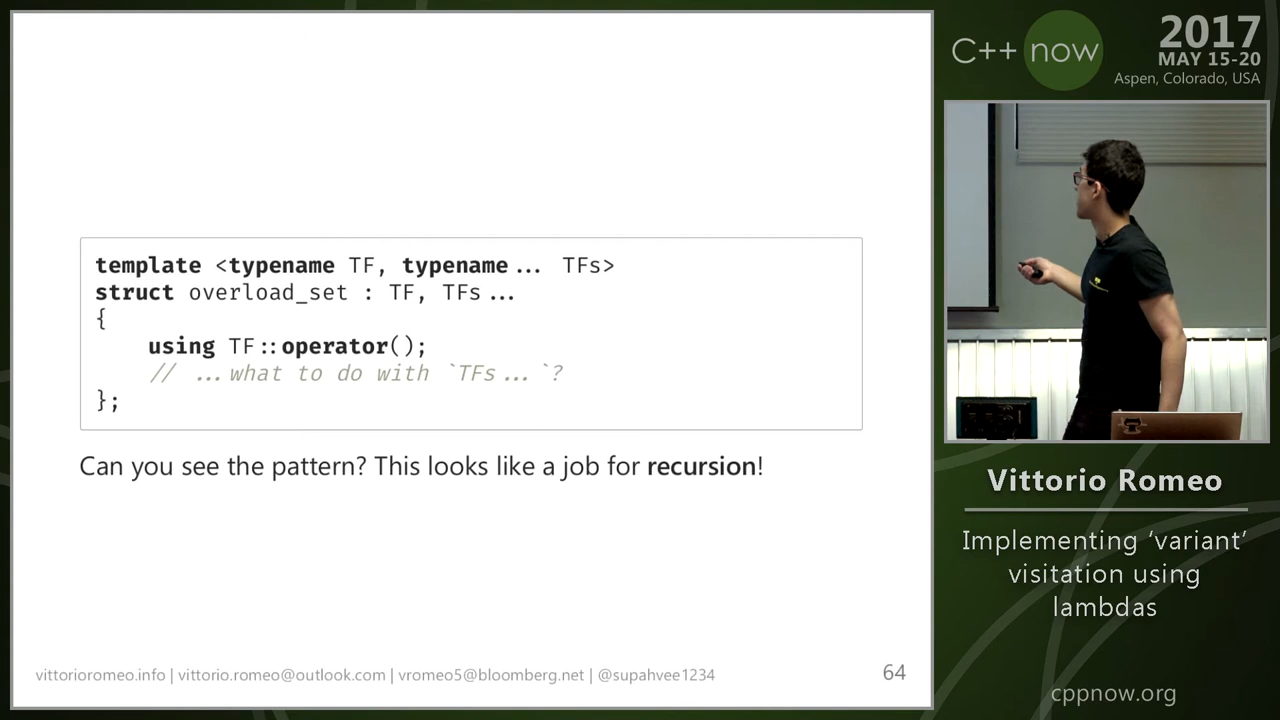 template <typename TF, typename... TFs>
struct overload_set : TF, TFs...
{
    using TF::operator();
    // ...what to do with `TFs...`?
};
Can you see the pattern? This looks like a job for recursion!
vittorioromeo.info | vittorio.romeo@outlook.com | vromeo5@bloomberg.net | @supahvee1234
64
C++ now
2017
MAY 15-20
Aspen, Colorado, USA
Vittorio Romeo
Implementing ‘variant’
visitation using
lambdas
cppnow.org